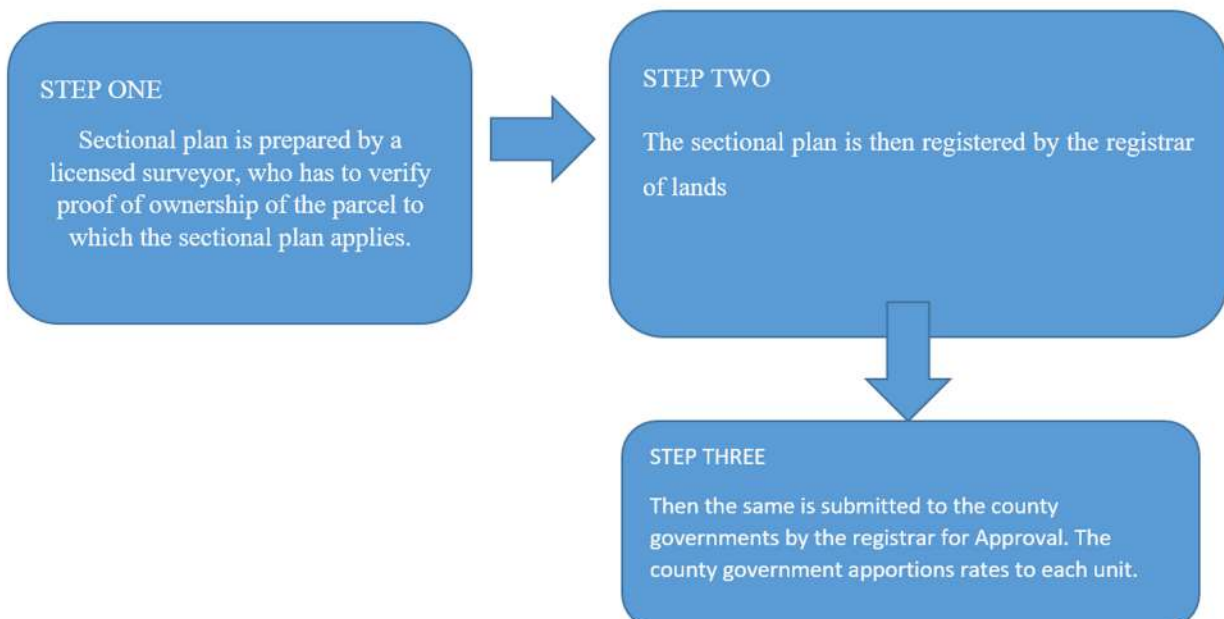 STEP ONE
Sectional plan is prepared by a
licensed surveyor, who has to verify
proof of ownership of the parcel to
which the sectional plan applies.
STEP TWO
The sectional plan is then registered by the registrar
of lands
STEP THREE
Then the same is submitted to the county
governments by the registrar for Approval. The
county government apportions rates to each unit.